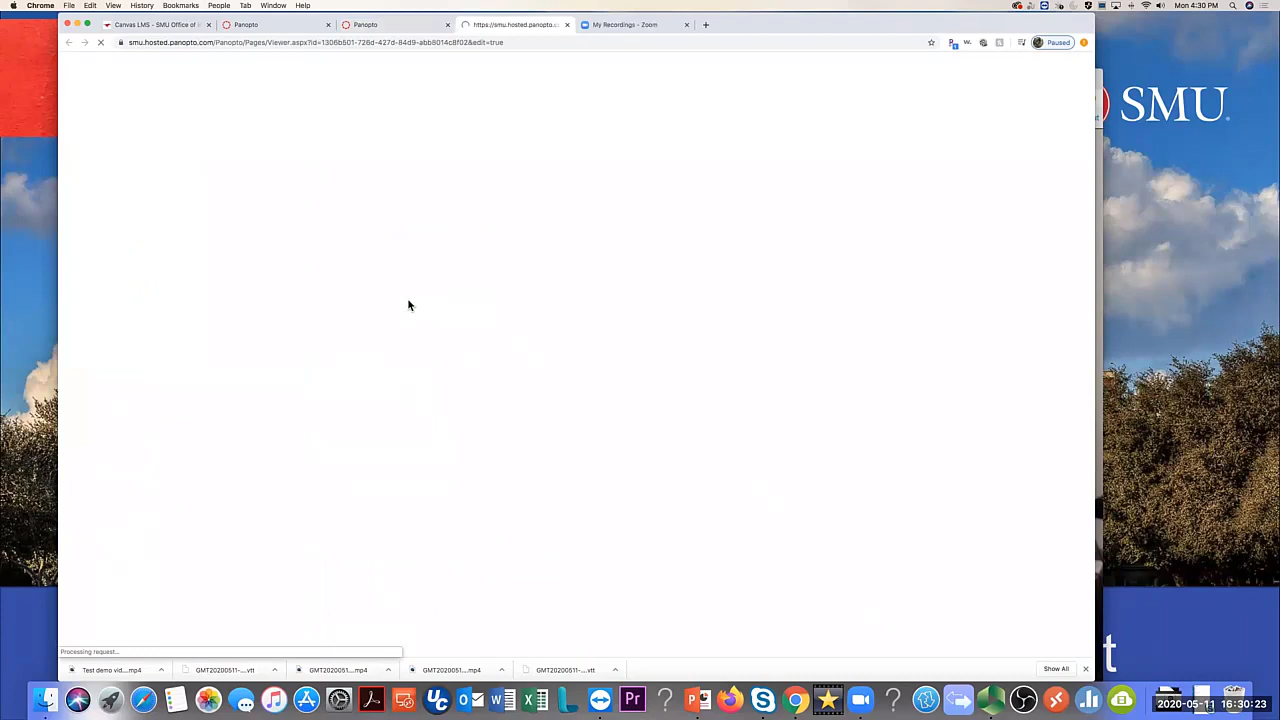 Chrome File Edit View History Bookmarks People Tab Window Help Mon 4:30 PM
Canvas LMS - SMU Office of I Panopto Panopto https://smu.hosted.panopto.c My Recordings - Zoom
smu.hosted.panopto.com/Panopto/Pages/Viewer.aspx?id=1306b501-726d-427d-84d9-abb8014c8f02&edit=true Paused
SMU
Processing request...
Test demo vid....mp4 GMT20200511-....vtt GMT2020051....mp4 GMT2020051....mp4 GMT20200511-....vtt Show All
2020-05-11 16:30:23